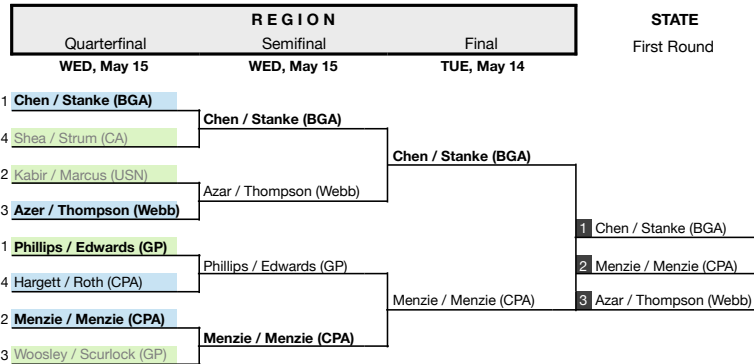 REGION
STATE
Quarterfinal
Semifinal
Final
First Round
WED, May 15
WED, May 15
TUE, May 14
1 Chen / Stanke (BGA)
Chen / Stanke (BGA)
4 Shea / Strum (CA)
Chen / Stanke (BGA)
2 Kabir / Marcus (USN)
Azar / Thompson (Webb)
3 Azer / Thompson (Webb)
1 Chen / Stanke (BGA)
1 Phillips / Edwards (GP)
Phillips / Edwards (GP)
2 Menzie / Menzie (CPA)
4 Hargett / Roth (CPA)
Menzie / Menzie (CPA)
3 Azar / Thompson (Webb)
2 Menzie / Menzie (CPA)
Menzie / Menzie (CPA)
3 Woosley / Scurlock (GP)